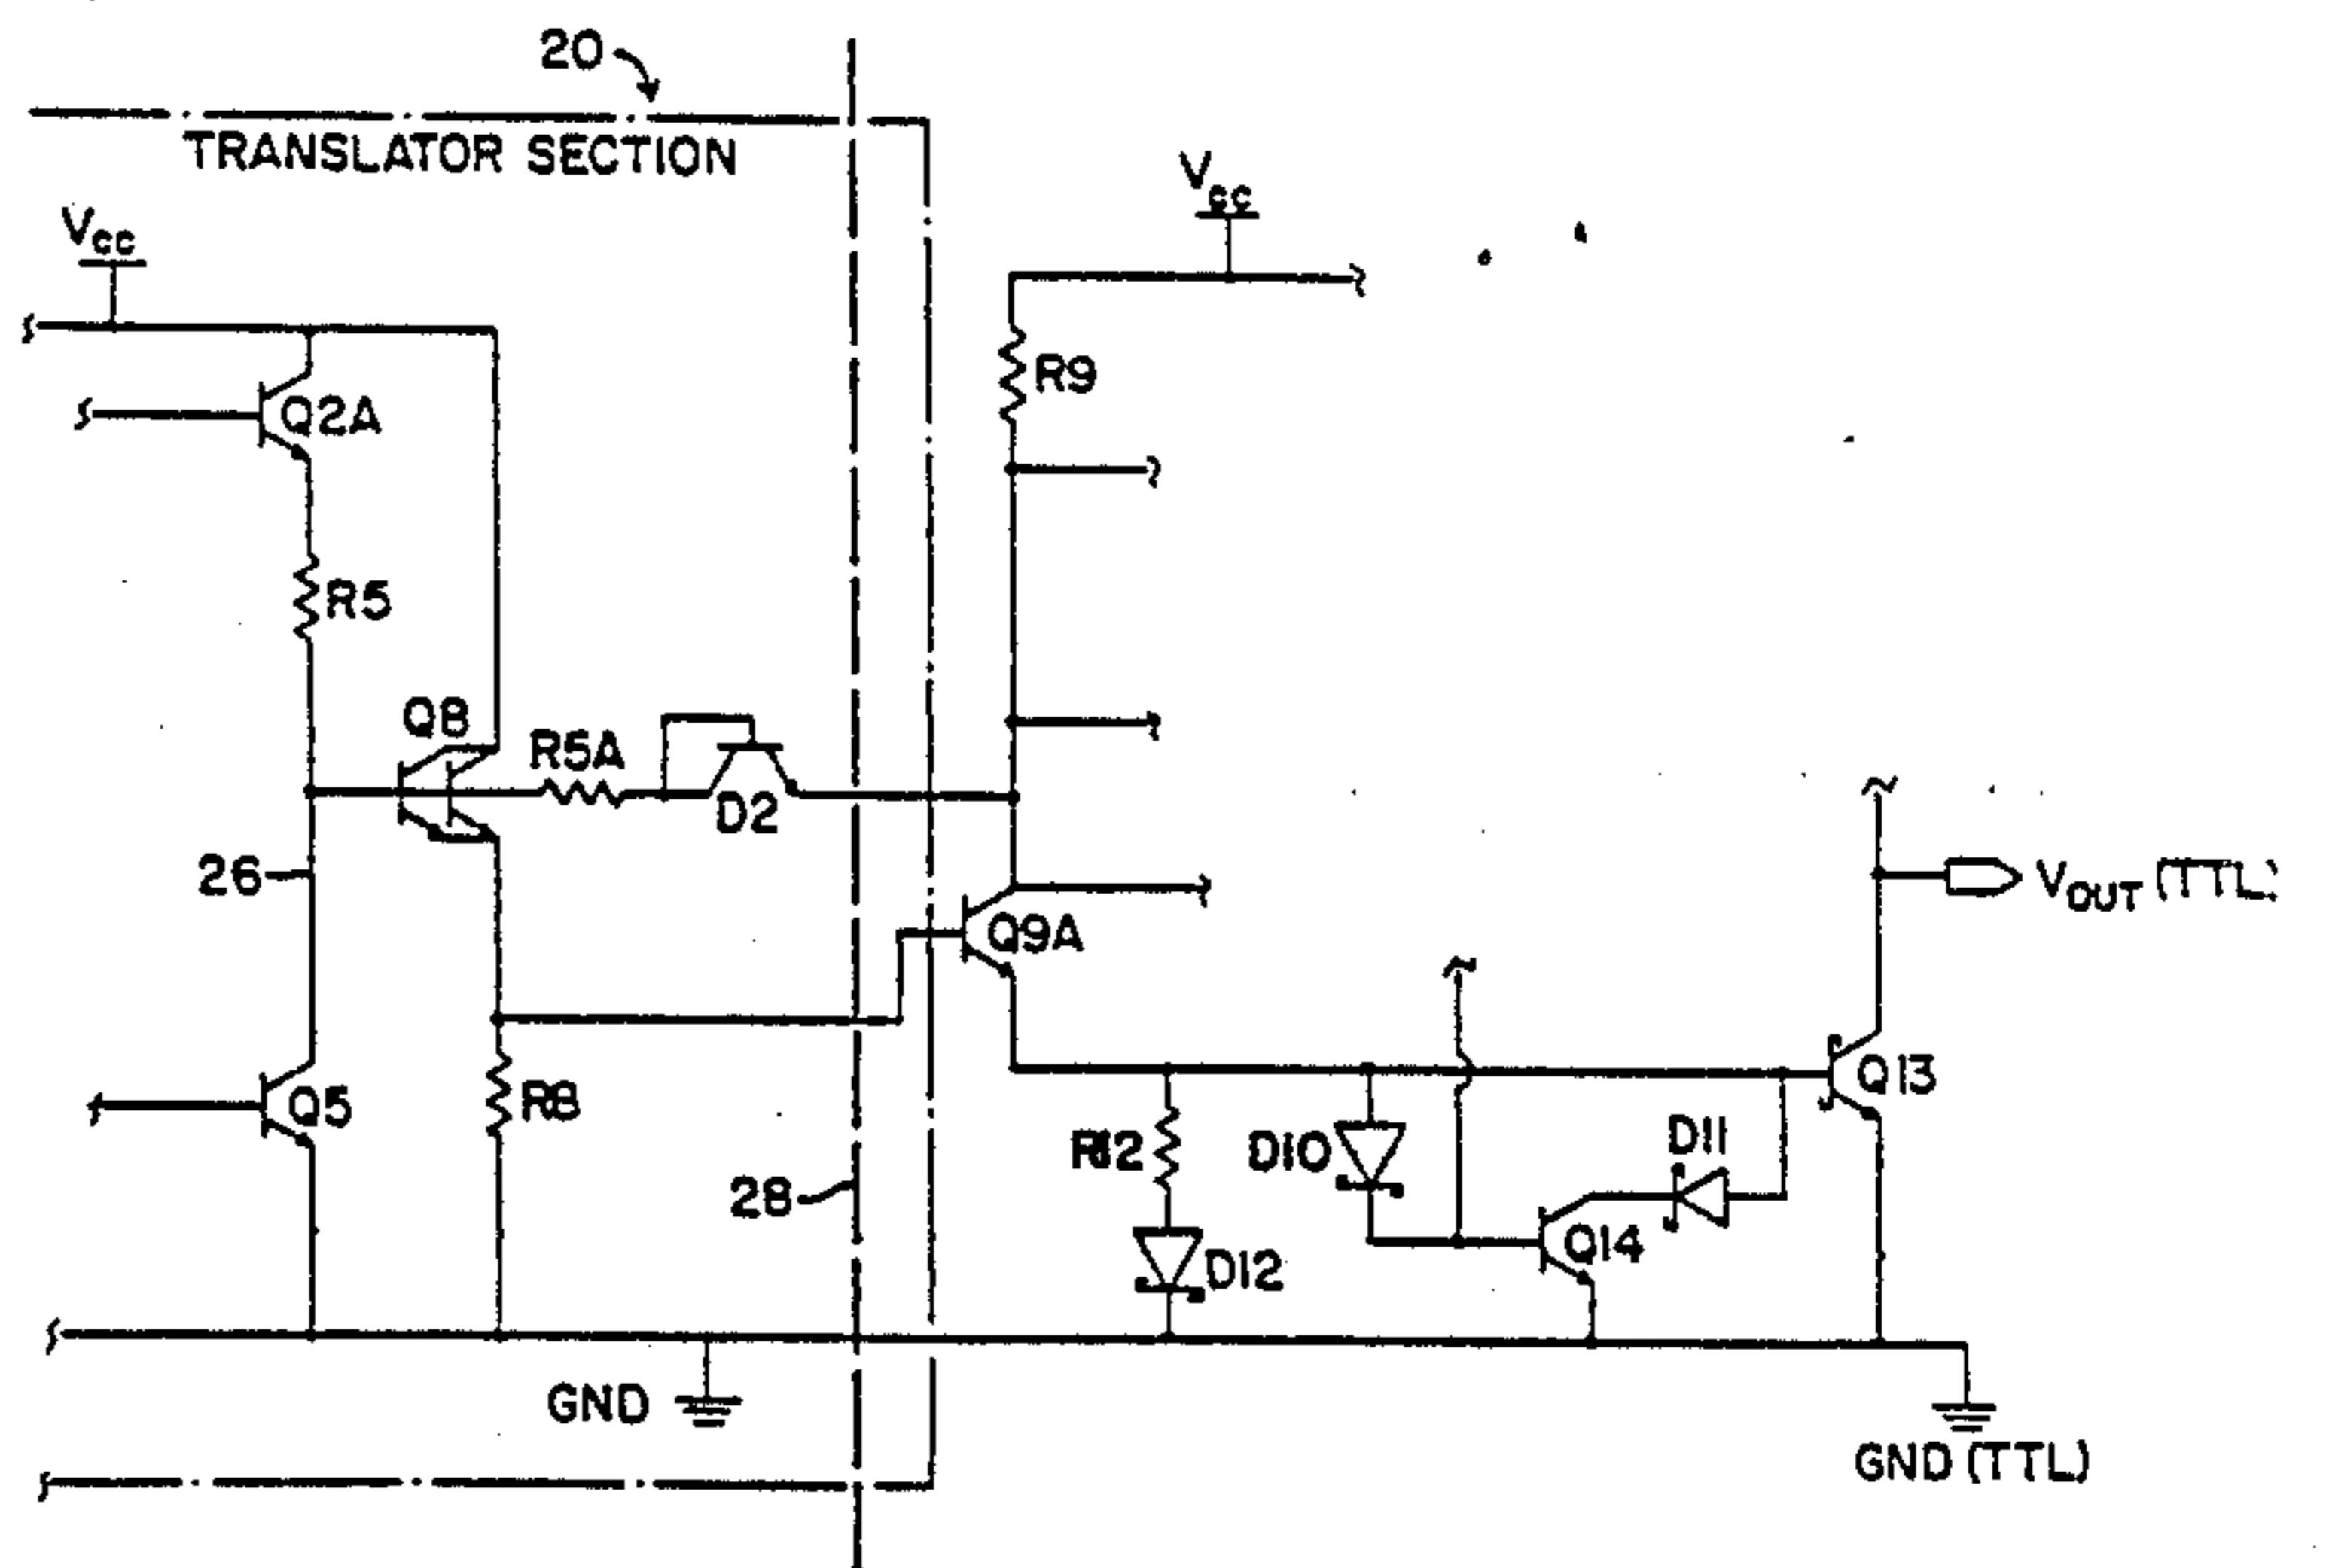 20
TRANSLATOR SECTION
Vcc
Vcc
R9
Q2A
R5
Q8
R5A
D2
26
VOUT (TTL)
Q9A
Q13
Q5
R8
R12
D10
D11
28
Q14
D12
GND
GND (TTL)